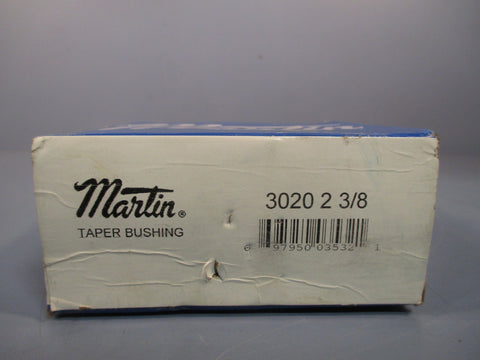 Martin®
TAPER BUSHING
3020 2 3/8
6 97950 03532 1